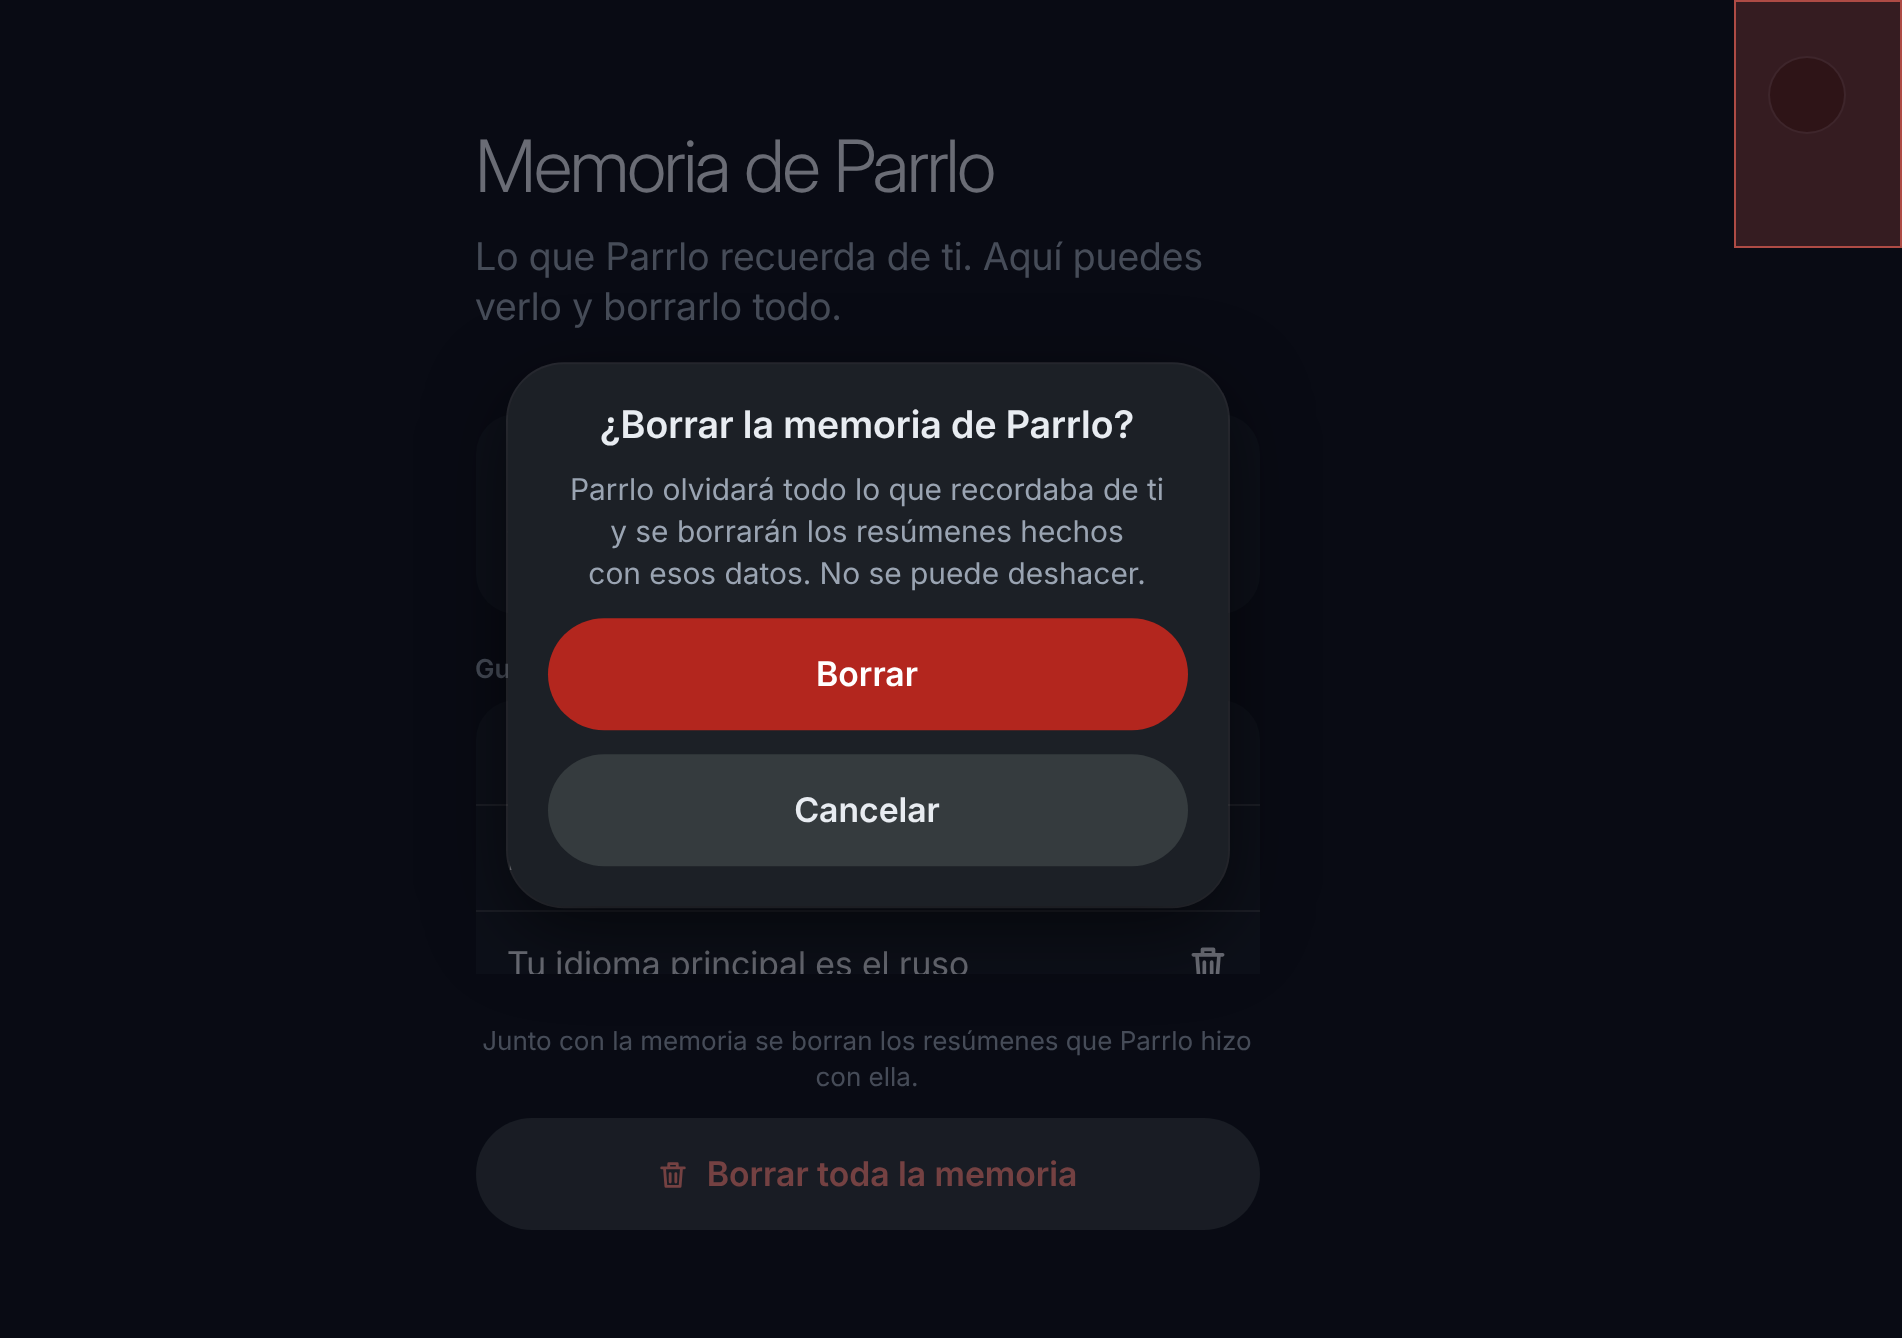 Memoria de Parrlo
Lo que Parrlo recuerda de ti. Aquí puedes
verlo y borrarlo todo.
¿Borrar la memoria de Parrlo?
Parrlo olvidará todo lo que recordaba de ti
y se borrarán los resúmenes hechos
con esos datos. No se puede deshacer.
Borrar
Cancelar
Tu idioma principal es el ruso
Junto con la memoria se borran los resúmenes que Parrlo hizo
con ella.
Borrar toda la memoria